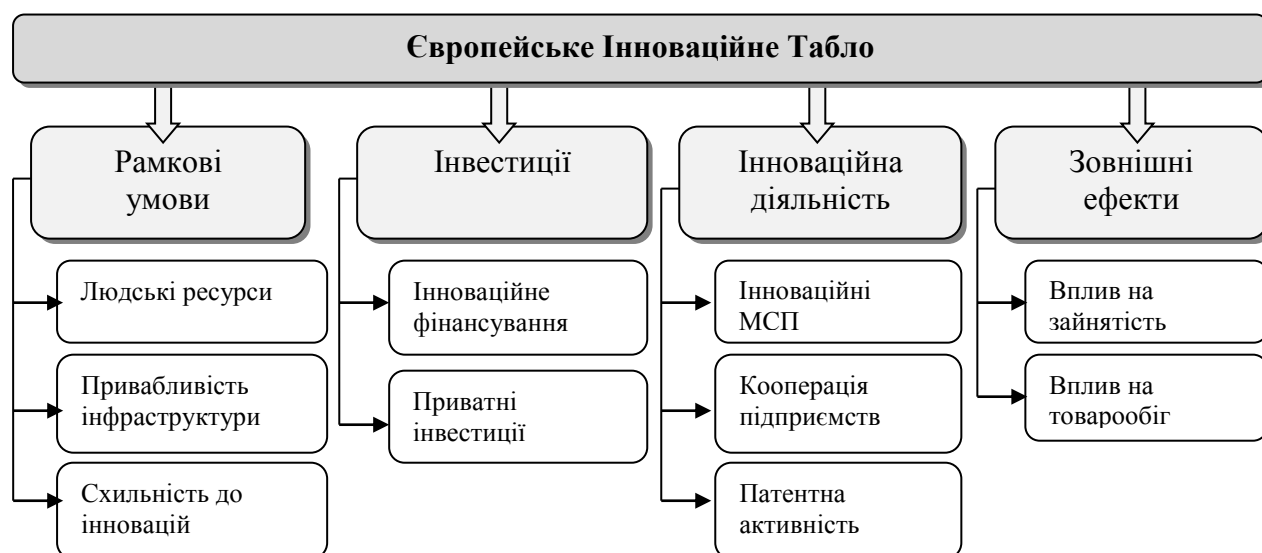 Європейське Інноваційне Табло
Рамкові
умови
Інвестиції
Інноваційна
діяльність
Зовнішні
ефекти
Людські ресурси
Привабливість
інфраструктури
Схильність до
інновацій
Інноваційне
фінансування
Приватні
інвестиції
Інноваційні
МСП
Кооперація
підприємств
Патентна
активність
Вплив на
зайнятість
Вплив на
товарообіг